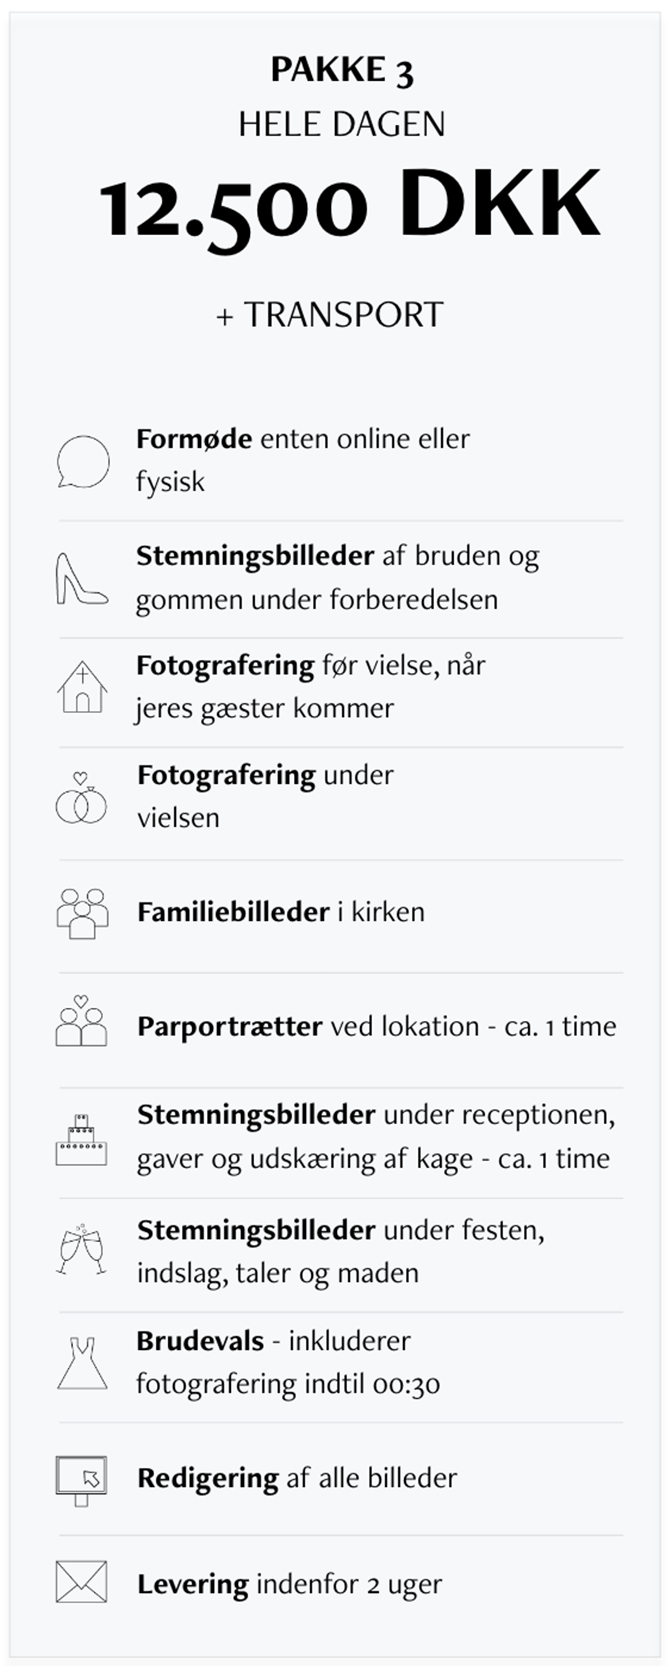 PAKKE 3
HELE DAGEN
12.500 DKK
+ TRANSPORT
Formøde enten online eller
fysisk
Stemningsbilleder af bruden og
gommen under forberedelsen
Fotografering før vielse, når
jeres gæster kommer
Fotografering under
vielsen
Familiebilleder i kirken
Parportrætter ved lokation - ca. 1 time
Stemningsbilleder under receptionen,
gaver og udskæring af kage - ca. 1 time
Stemningsbilleder under festen,
indslag, taler og maden
Brudevals - inkluderer
fotografering indtil 00:30
Redigering af alle billeder
Levering indenfor 2 uger